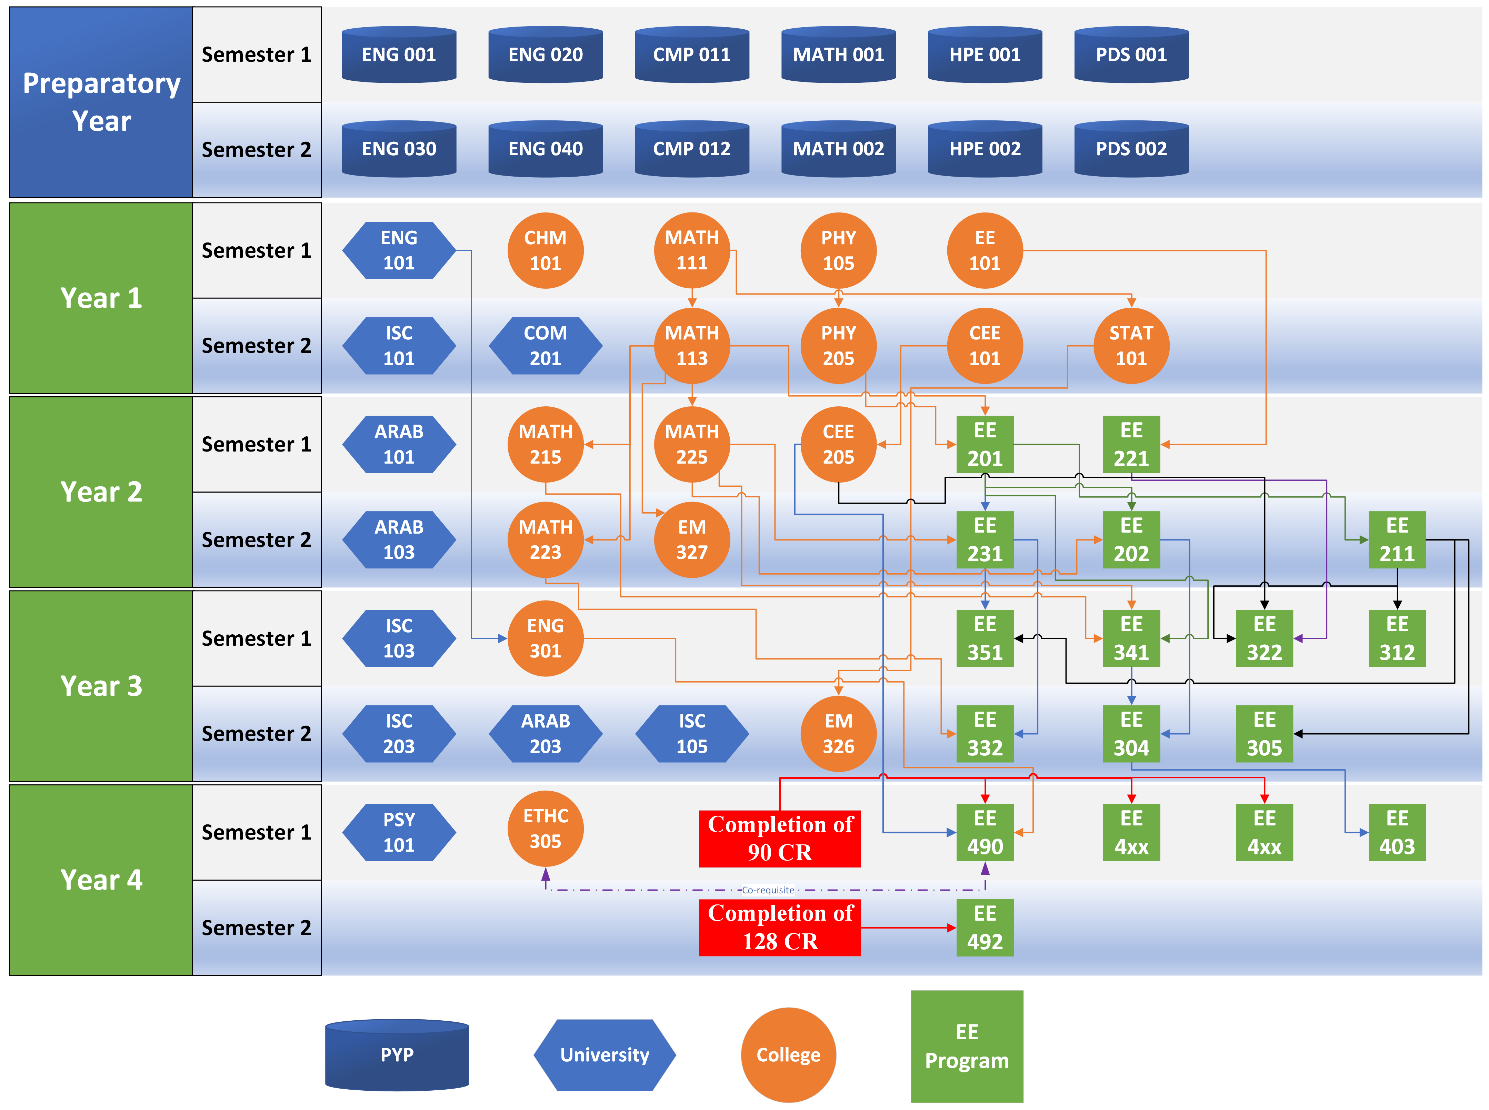 Preparatory
Year
Semester 1
ENG 001
ENG 020
CMP 011
MATH 001
HPE 001
PDS 001
Semester 2
ENG 030
ENG 040
CMP 012
MATH 002
HPE 002
PDS 002
Year 1
Semester 1
ENG
101
CHM
101
MATH
111
PHY
105
EE
101
Semester 2
ISC
101
COM
201
MATH
113
PHY
205
CEE
101
STAT
101
Year 2
Semester 1
ARAB
101
MATH
215
MATH
225
CEE
205
EE
201
EE
221
Semester 2
ARAB
103
MATH
223
EM
327
EE
231
EE
202
EE
211
Year 3
Semester 1
ISC
103
ENG
301
EE
351
EE
341
EE
322
EE
312
Semester 2
ISC
203
ARAB
203
ISC
105
EM
326
EE
332
EE
304
EE
305
Year 4
Semester 1
PSY
101
ETHC
305
Completion of
90 CR
EE
490
EE
4xx
EE
4xx
EE
403
Co-requisite
Semester 2
Completion of
128 CR
EE
492
PYP
University
College
EE
Program